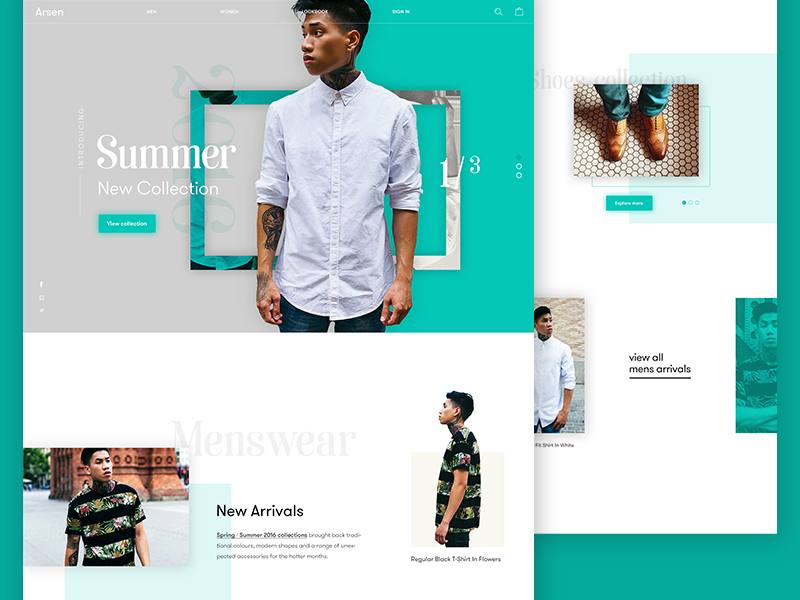 Arsen
MEN
WOMEN
LOOKBOOK
SIGN IN
2016
INTRODUCING
Summer
New Collection
View collection
1/3
Menswear
New Arrivals
Spring / Summer 2016 collections brought back tradi-
tional colours, modern shapes and a range of unex-
pected accessories for the hotter months.
Regular Black T-Shirt In Flowers
Shoes collection
Explore more
Fit Shirt In White
view all
mens arrivals